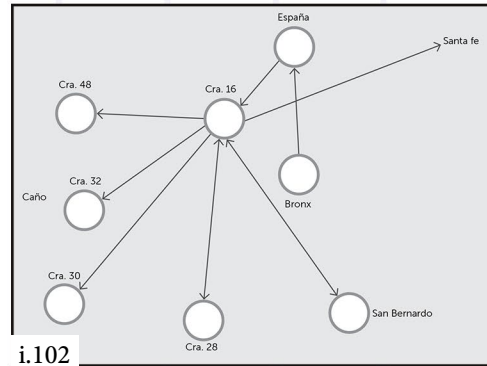 España
Santa fe
Cra. 16
Cra. 48
Cra. 32
Caño
Bronx
Cra. 30
San Bernardo
Cra. 28
i.102